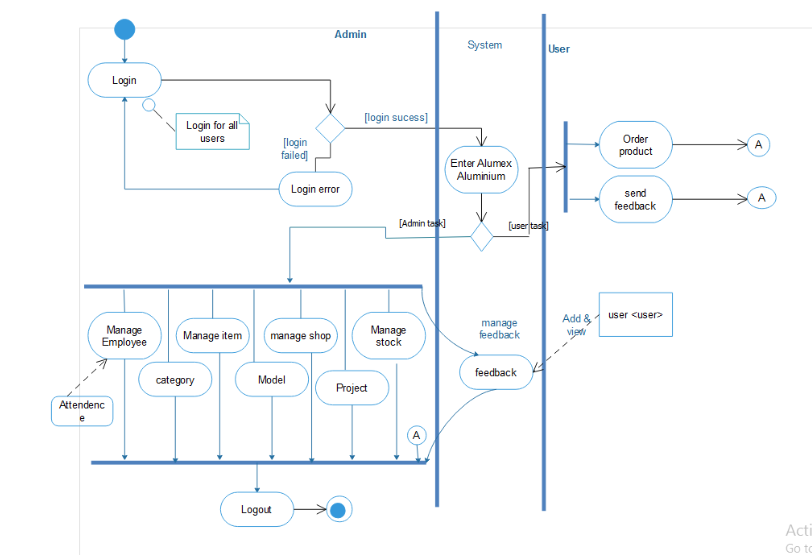 Admin
System
User
Login
Login for all
users
[login sucess]
[login
failed]
Login error
Enter Alumex
Aluminium
Order
product
A
send
feedback
A
[Admin task]
[user task]
Manage
Employee
Manage item
manage shop
Manage
stock
category
Model
Project
Attendenc
e
manage
feedback
Add &
view
user <user>
feedback
A
Logout
Acti
Go to